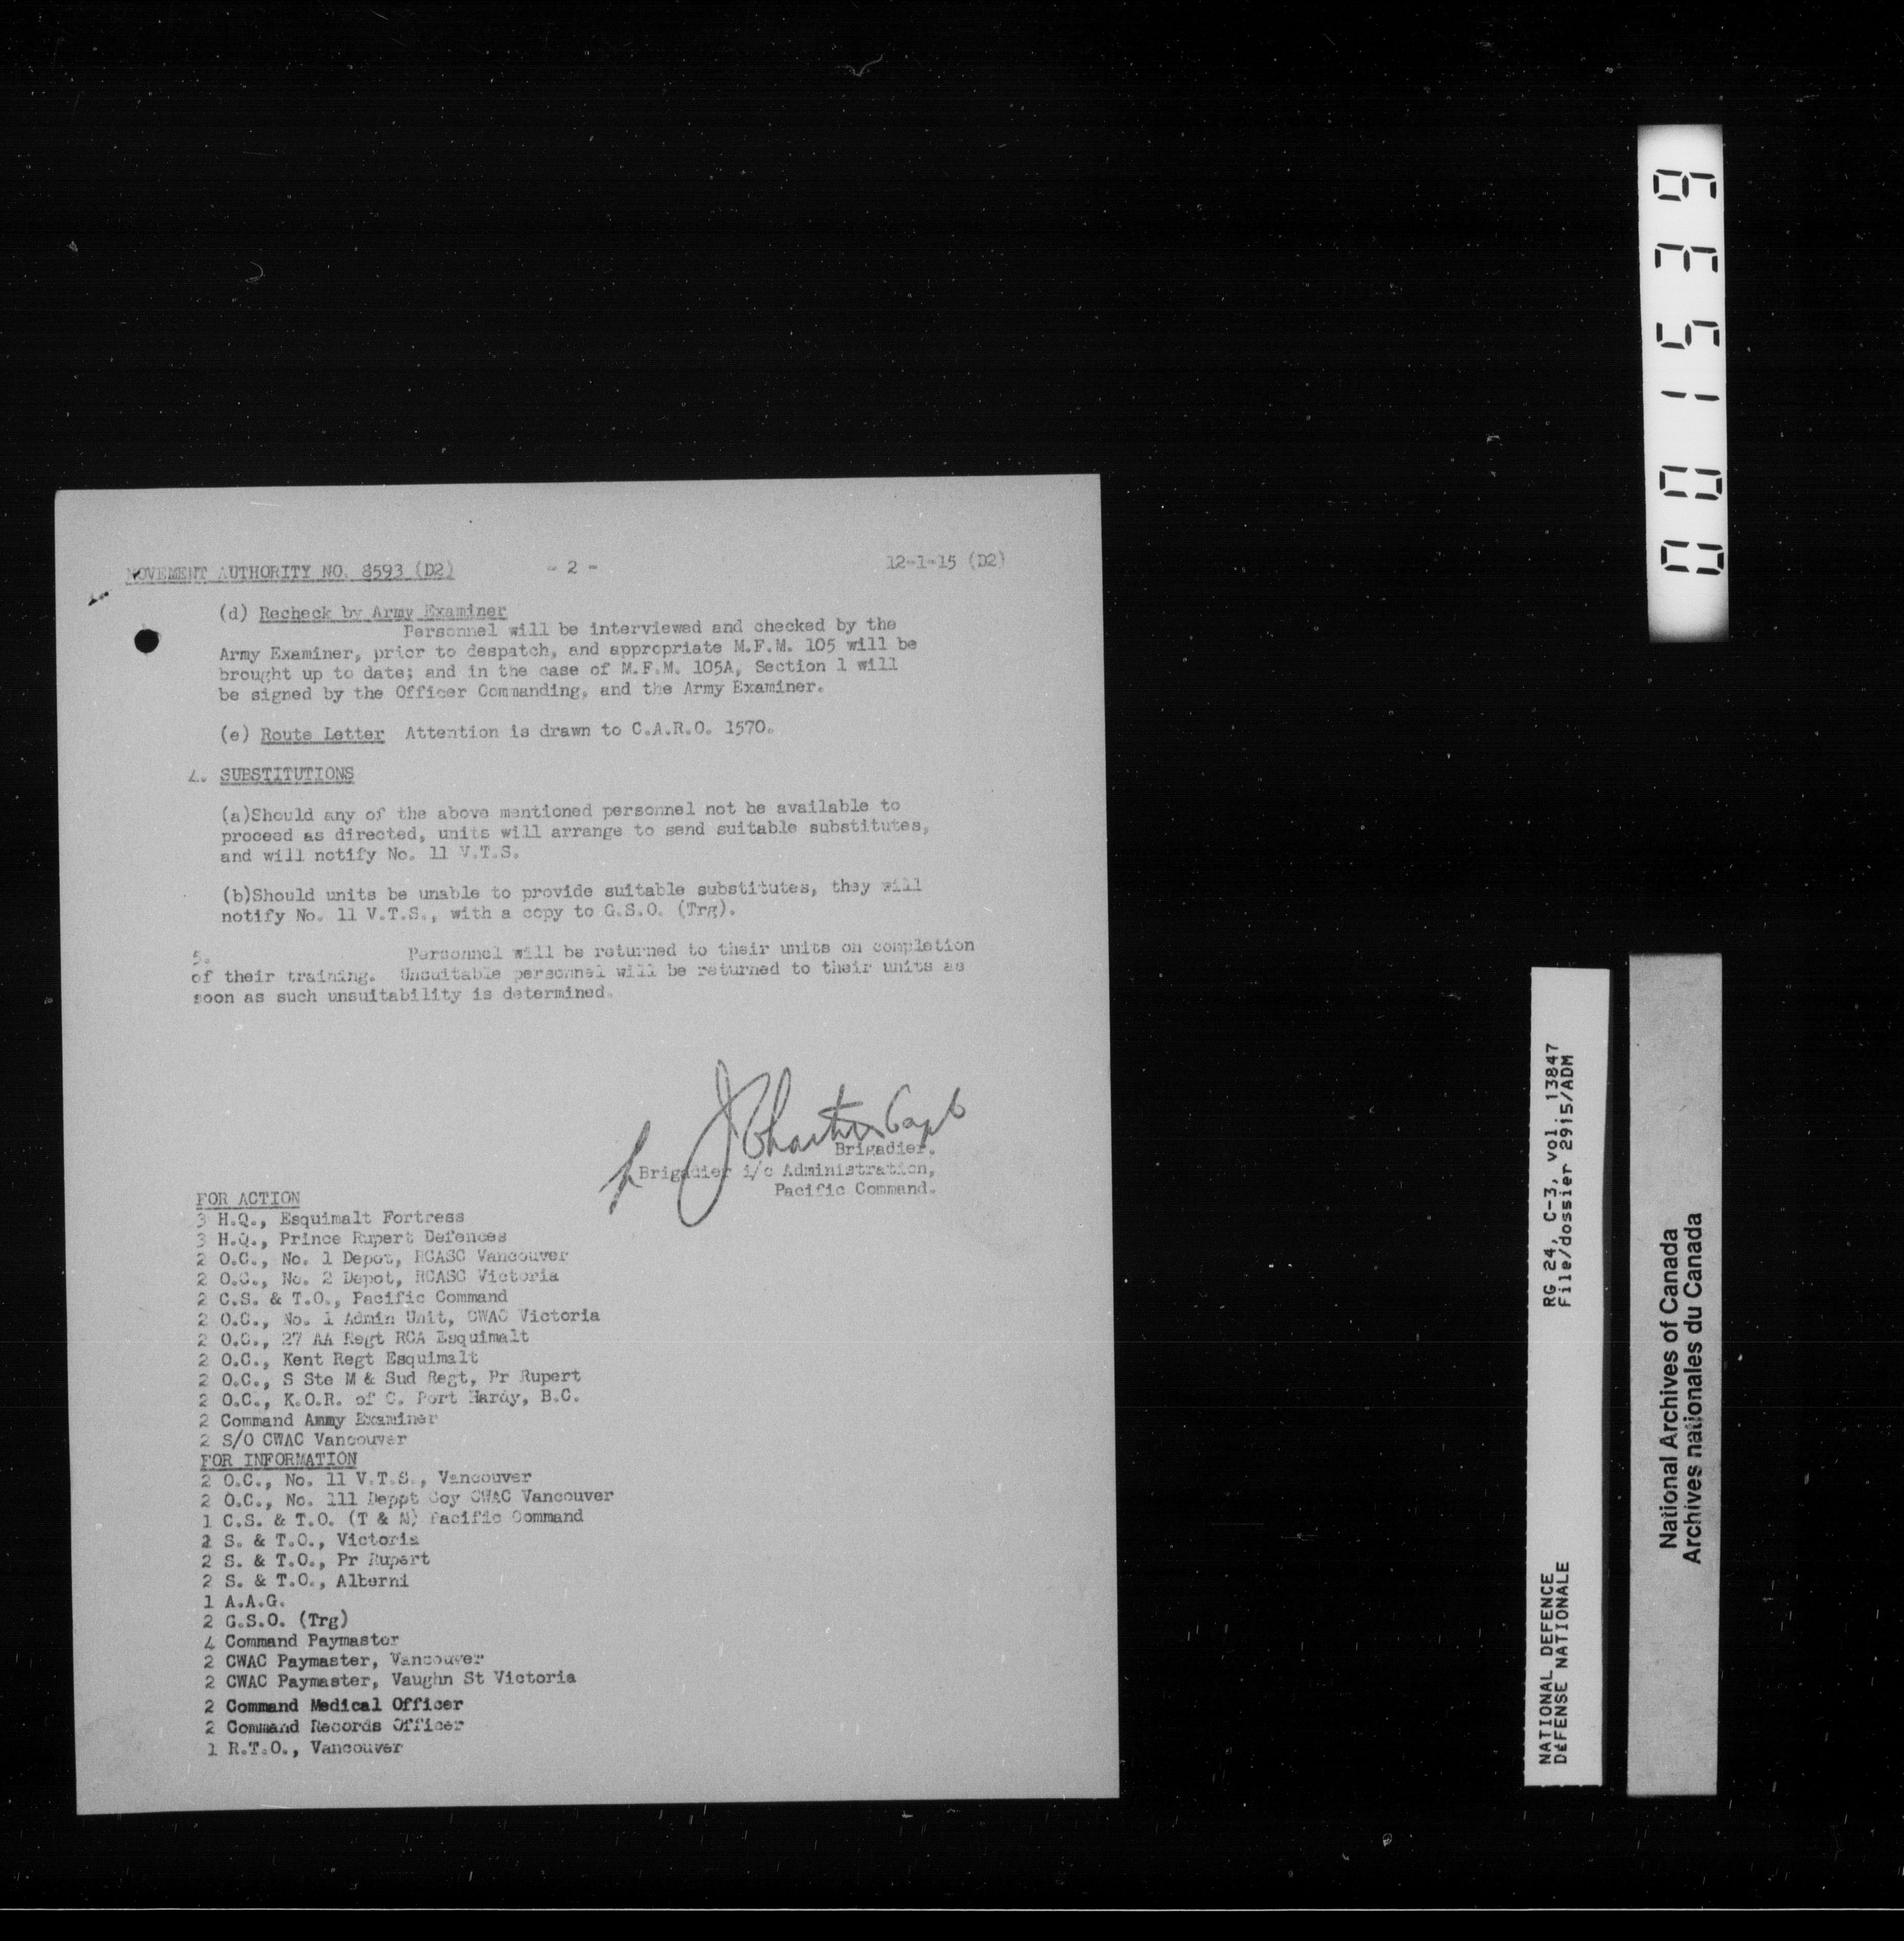 MOVEMENT AUTHORITY NO. 8593 (D2) - 2 - 12-1-15 (D2)
(d) Recheck by Army Examiner
Personnel will be interviewed and checked by the
Army Examiner, prior to despatch, and appropriate M.F.M. 105 will be
brought up to date; and in the case of M.F.M. 105A, Section 1 will
be signed by the Officer Commanding, and the Army Examiner.
(e) Route Letter Attention is drawn to C.A.R.O. 1570.
4. SUBSTITUTIONS
(a)Should any of the above mentioned personnel not be available to
proceed as directed, units will arrange to send suitable substitutes,
and will notify No. 11 V.T.S.
(b)Should units be unable to provide suitable substitutes, they will
notify No. 11 V.T.S., with a copy to G.S.O. (Trg).
5. Personnel will be returned to their units on completion
of their training. Unsuitable personnel will be returned to their units as
soon as such unsuitability is determined.
Capt
Brigadier.
Brigadier i/c Administration,
Pacific Command.
FOR ACTION
3 H.Q., Esquimalt Fortress
3 H.Q., Prince Rupert Defences
2 O.C., No. 1 Depot, RCASC Vancouver
2 O.C., No. 2 Depot, RCASC Victoria
2 C.S. & T.O., Pacific Command
2 O.C., No. 1 Admin Unit, CWAC Victoria
2 O.C., 27 AA Regt RCA Esquimalt
2 O.C., Kent Regt Esquimalt
2 O.C., S Ste M & Sud Regt, Pr Rupert
2 O.C., K.O.R. of C. Port Hardy, B.C.
2 Command Ammy Examiner
2 S/O CWAC Vancouver
FOR INFORMATION
2 O.C., No. 11 V.T.S., Vancouver
2 O.C., No. 111 Deppt Coy CWAC Vancouver
1 C.S. & T.O. (T & M) Pacific Command
2 S. & T.O., Victoria
2 S. & T.O., Pr Rupert
2 S. & T.O., Alberni
1 A.A.G.
2 G.S.O. (Trg)
4 Command Paymaster
2 CWAC Paymaster, Vancouver
2 CWAC Paymaster, Vaughn St Victoria
2 Command Medical Officer
2 Command Records Officer
1 R.T.O., Vancouver
001539
NATIONAL DEFENCE RG 24, C-3, vol. 13847
DÉFENSE NATIONALE File/dossier 2915/ADM
National Archives of Canada
Archives nationales du Canada